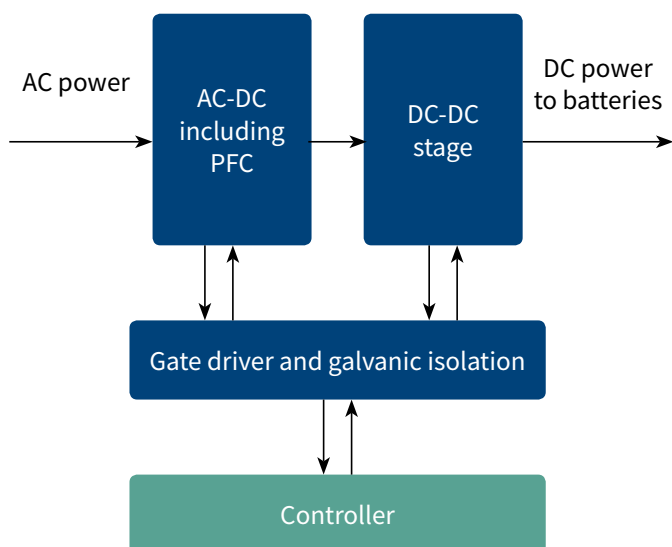 AC power
AC-DC
including
PFC
DC-DC
stage
DC power
to batteries
Gate driver and galvanic isolation
Controller